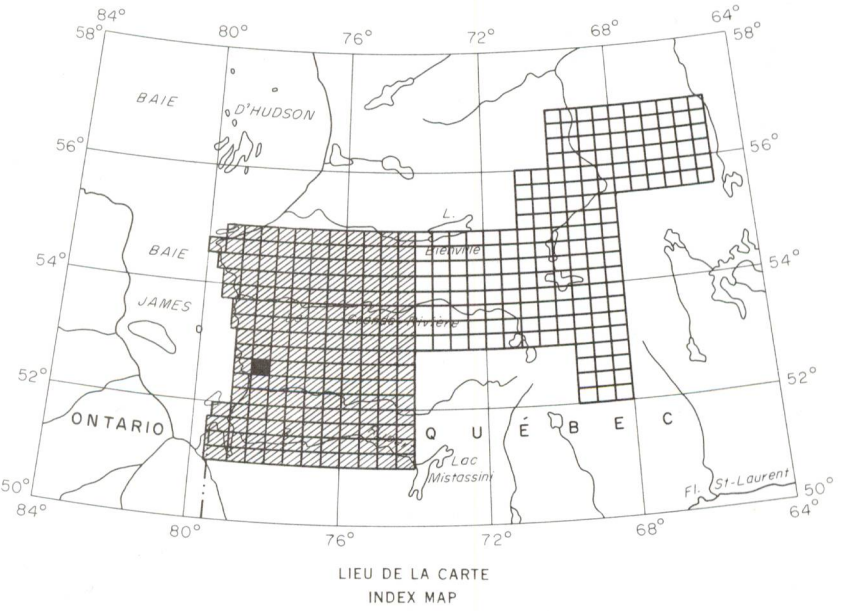 84°
80°
76°
72°
68°
64°
58°
58°
BAIE
D'HUDSON
56°
56°
L.
Bienville
BAIE
54°
54°
JAMES
Grande Rivière
52°
52°
ONTARIO
QUÉBEC
Lac
Mistassini
Fl. St-Laurent
50°
50°
84°
80°
76°
72°
68°
64°
LIEU DE LA CARTE
INDEX MAP